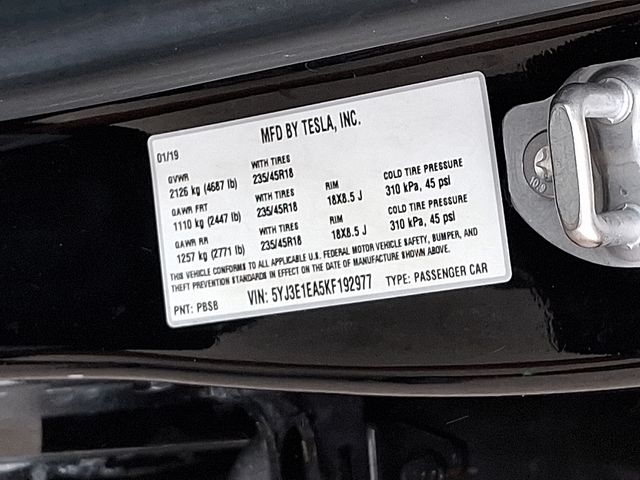 MFD BY TESLA, INC.
01/19
GVWR WITH TIRES
2126 kg (4687 lb) 235/45R18
GAWR FRT WITH TIRES RIM COLD TIRE PRESSURE
1110 kg (2447 lb) 235/45R18 18X8.5 J 310 kPa, 45 psi
GAWR RR WITH TIRES RIM COLD TIRE PRESSURE
1257 kg (2771 lb) 235/45R18 18X8.5 J 310 kPa, 45 psi
THIS VEHICLE CONFORMS TO ALL APPLICABLE U.S. FEDERAL MOTOR VEHICLE SAFETY, BUMPER, AND
THEFT PREVENTION STANDARDS IN EFFECT ON THE DATE OF MANUFACTURE SHOWN ABOVE.
PNT: PBSB VIN: 5YJ3E1EA5KF192977 TYPE: PASSENGER CAR
10.9